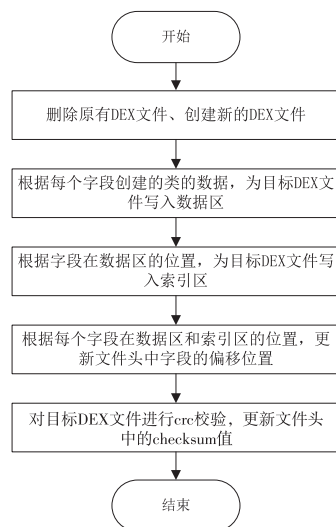 开始
删除原有DEX文件、创建新的DEX文件
根据每个字段创建的类的数据，为目标DEX文
件写入数据区
根据字段在数据区的位置，为目标DEX文件写
入索引区
根据每个字段在数据区和索引区的位置，更
新文件头中字段的偏移位置
对目标DEX文件进行crc校验，更新文件头
中的checksum值
结束